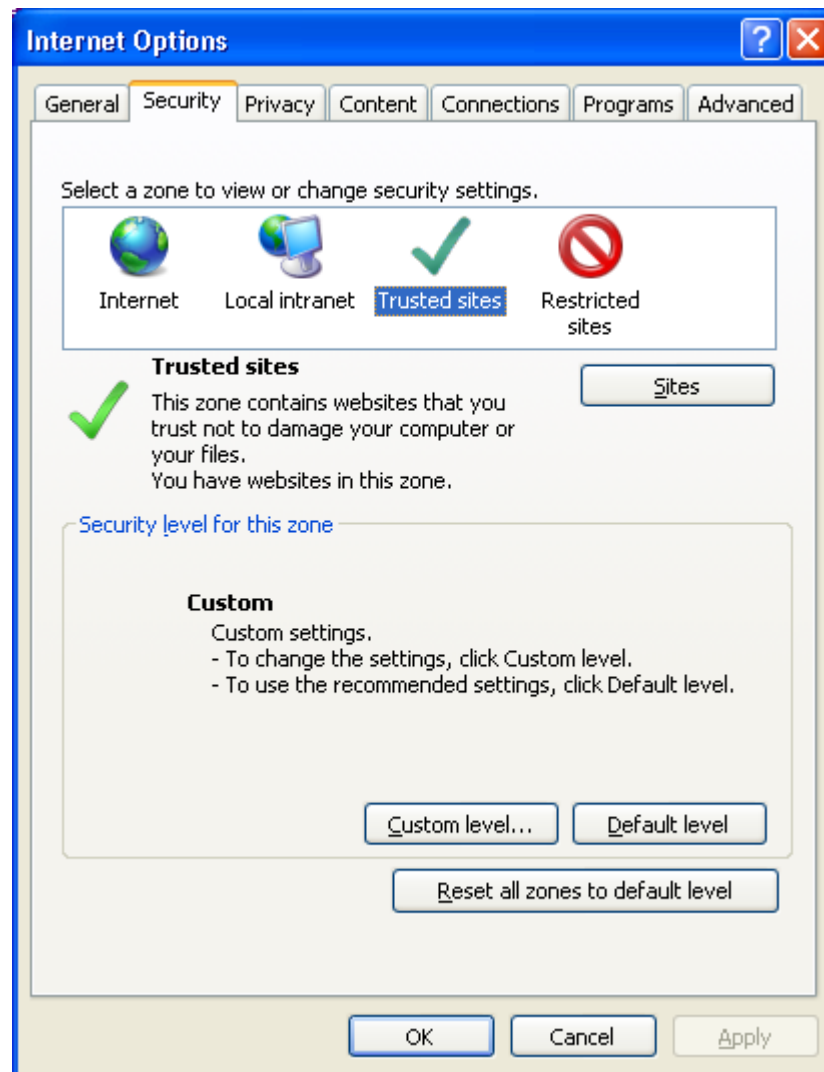 Internet Options
General Security Privacy Content Connections Programs Advanced
Select a zone to view or change security settings.
Internet Local intranet Trusted sites Restricted
sites
Trusted sites
Sites
This zone contains websites that you
trust not to damage your computer or
your files.
You have websites in this zone.
Security level for this zone
Custom
Custom settings.
- To change the settings, click Custom level.
- To use the recommended settings, click Default level.
Custom level... Default level
Reset all zones to default level
OK Cancel Apply